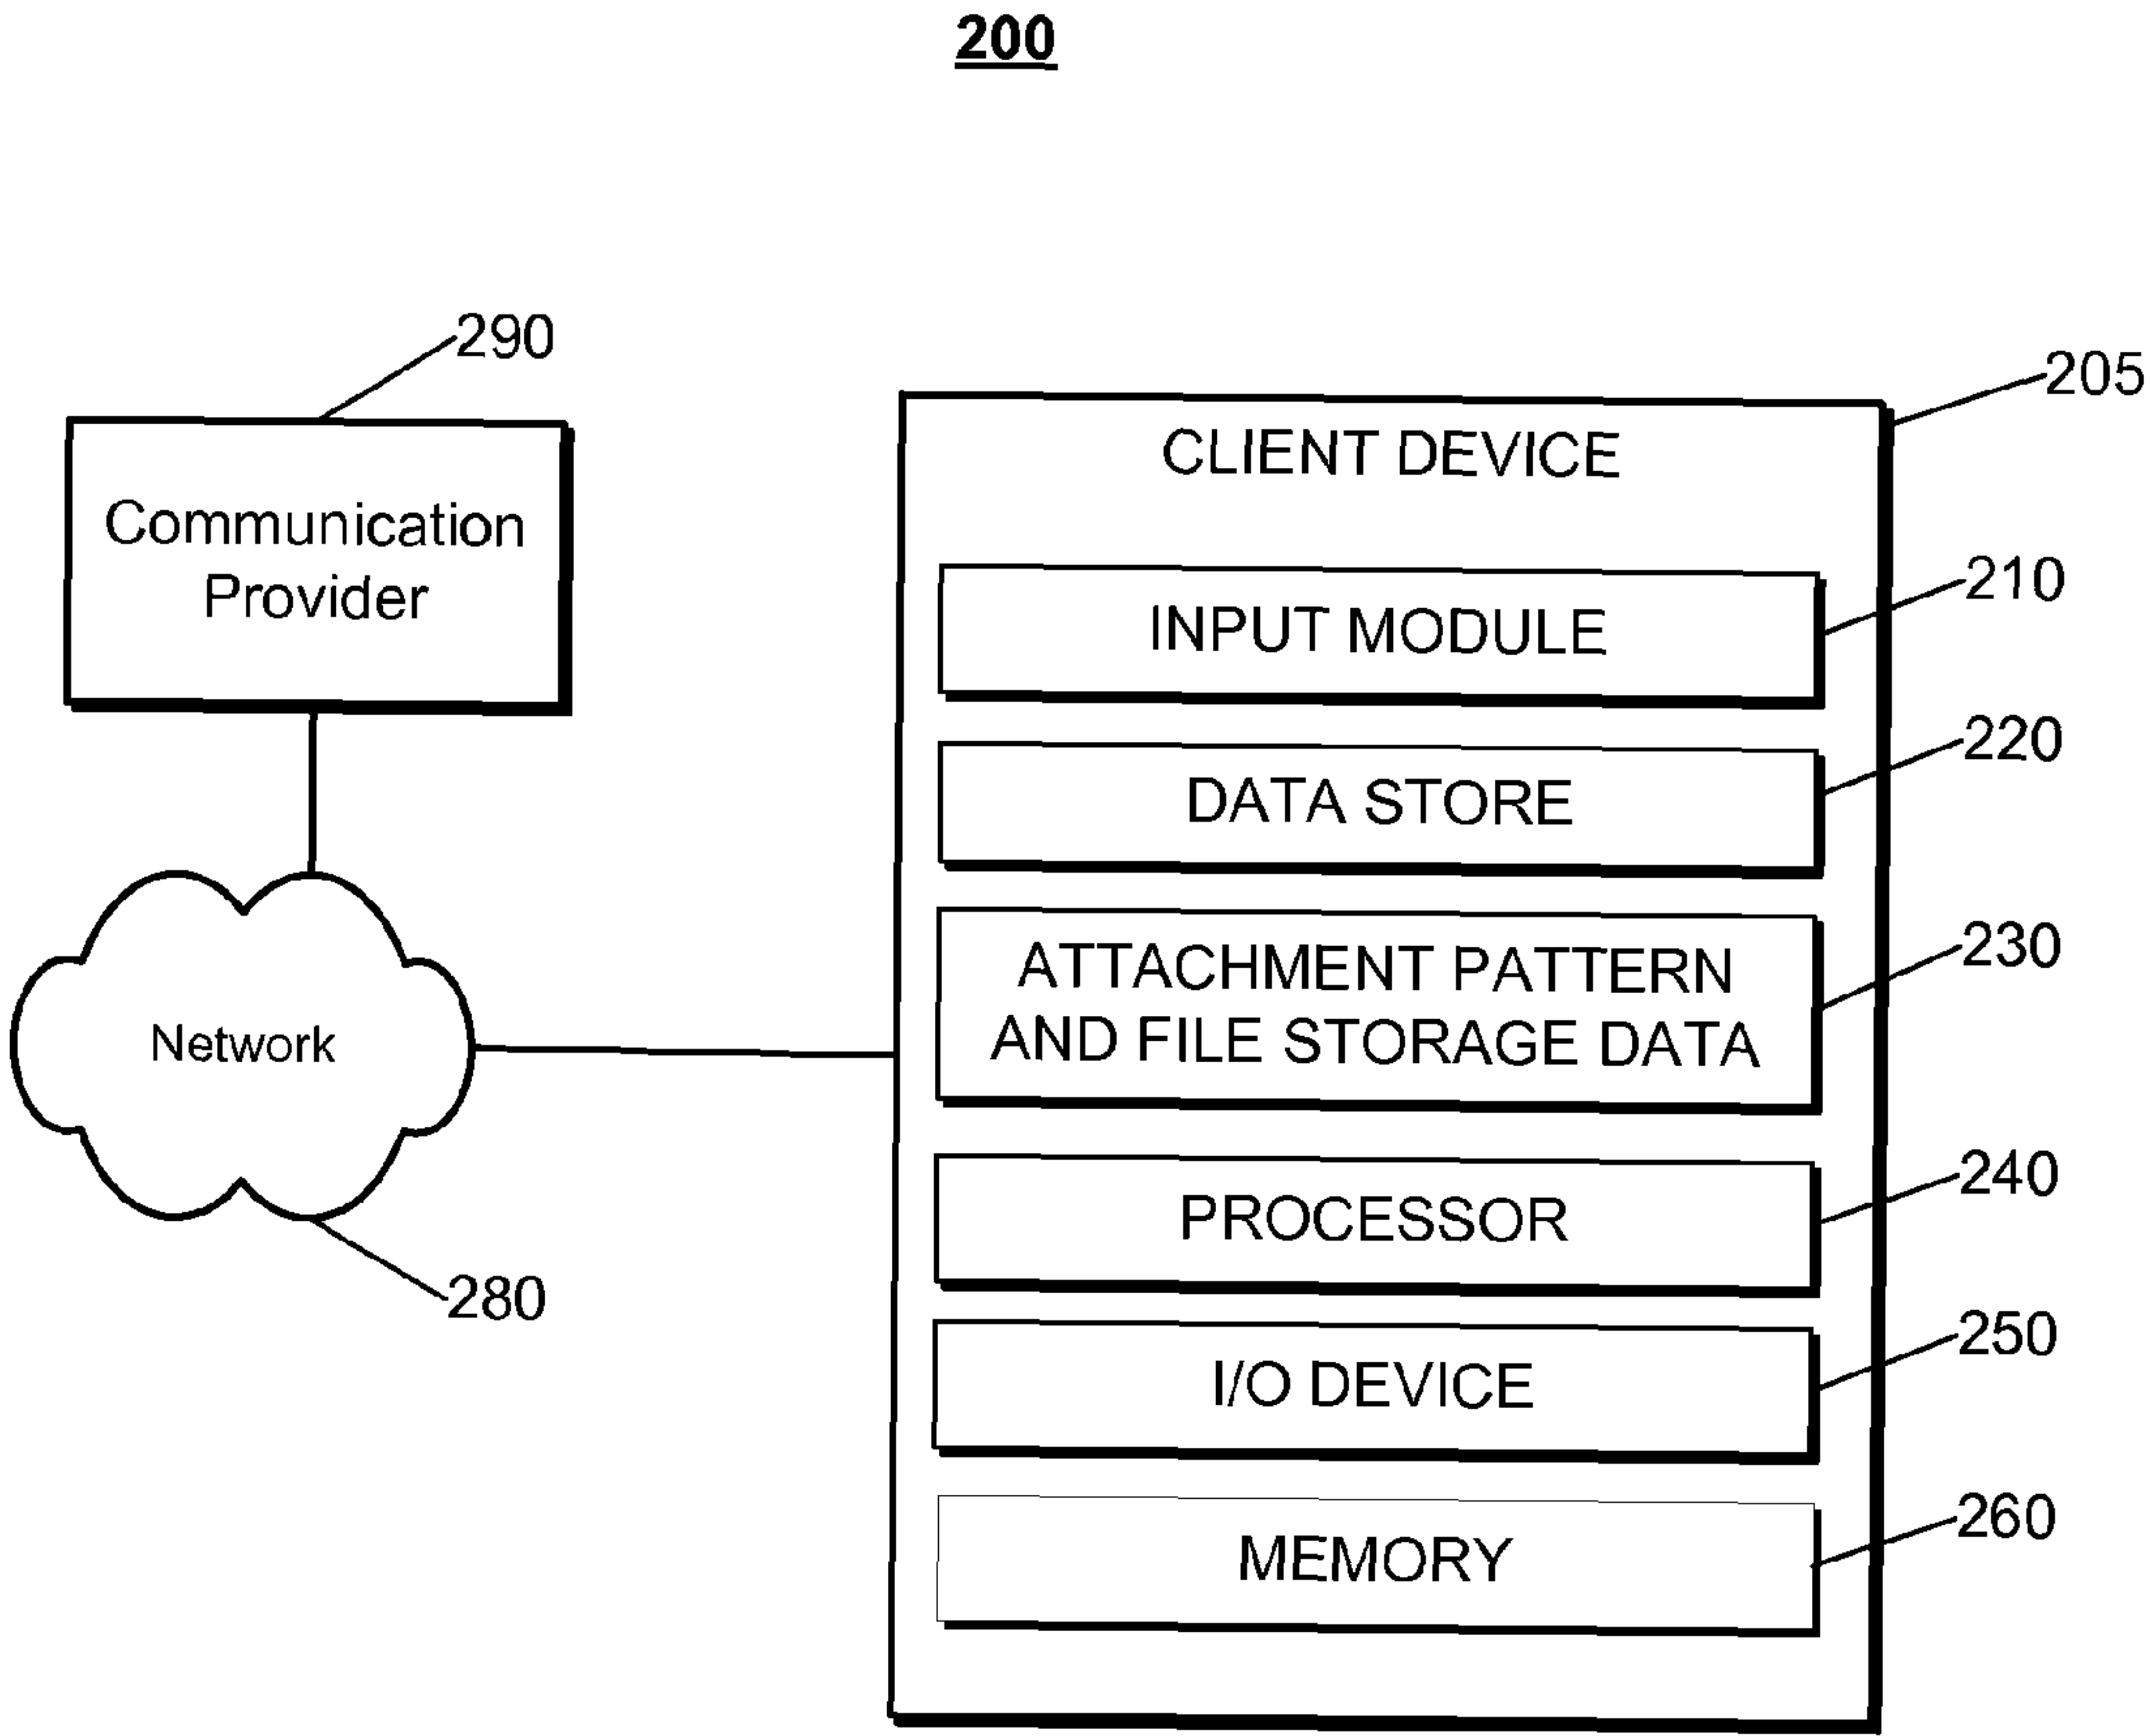 200
290
Communication
Provider
Network
280
205
CLIENT DEVICE
INPUT MODULE
210
DATA STORE
220
ATTACHMENT PATTERN
AND FILE STORAGE DATA
230
PROCESSOR
240
I/O DEVICE
250
MEMORY
260